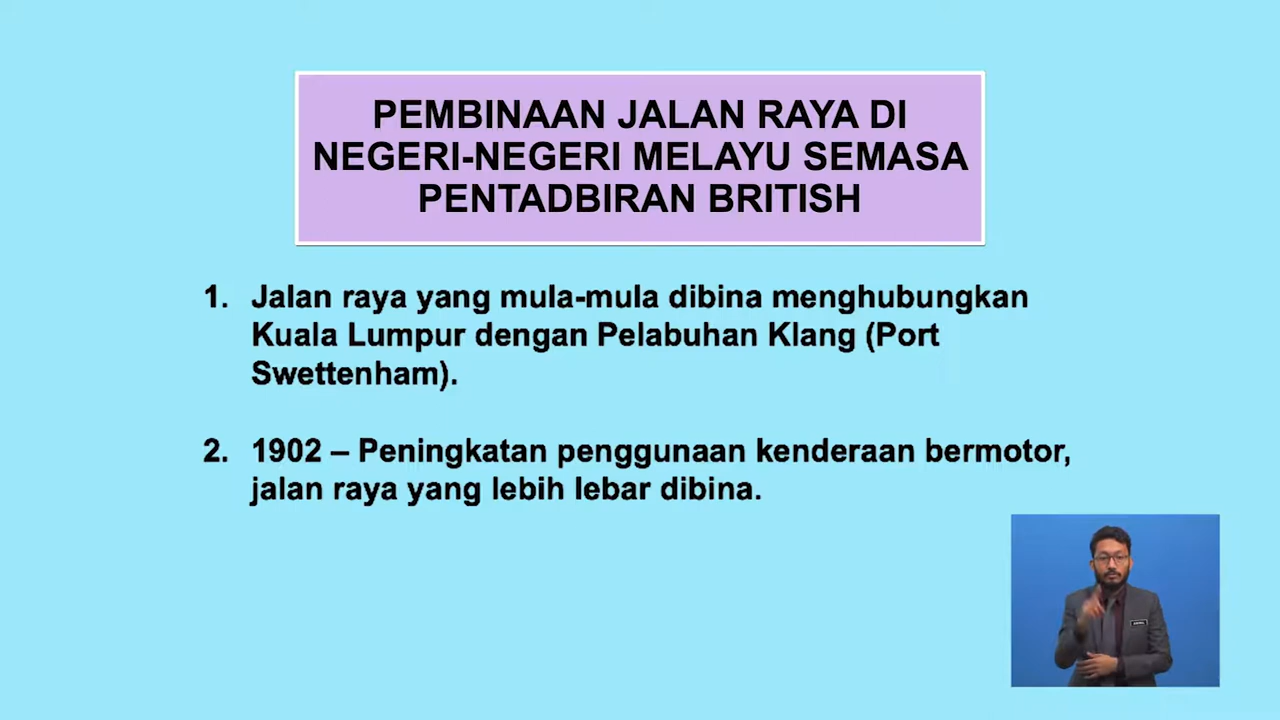 PEMBINAAN JALAN RAYA DI
NEGERI-NEGERI MELAYU SEMASA
PENTADBIRAN BRITISH
1. Jalan raya yang mula-mula dibina menghubungkan
Kuala Lumpur dengan Pelabuhan Klang (Port
Swettenham).
2. 1902 – Peningkatan penggunaan kenderaan bermotor,
jalan raya yang lebih lebar dibina.